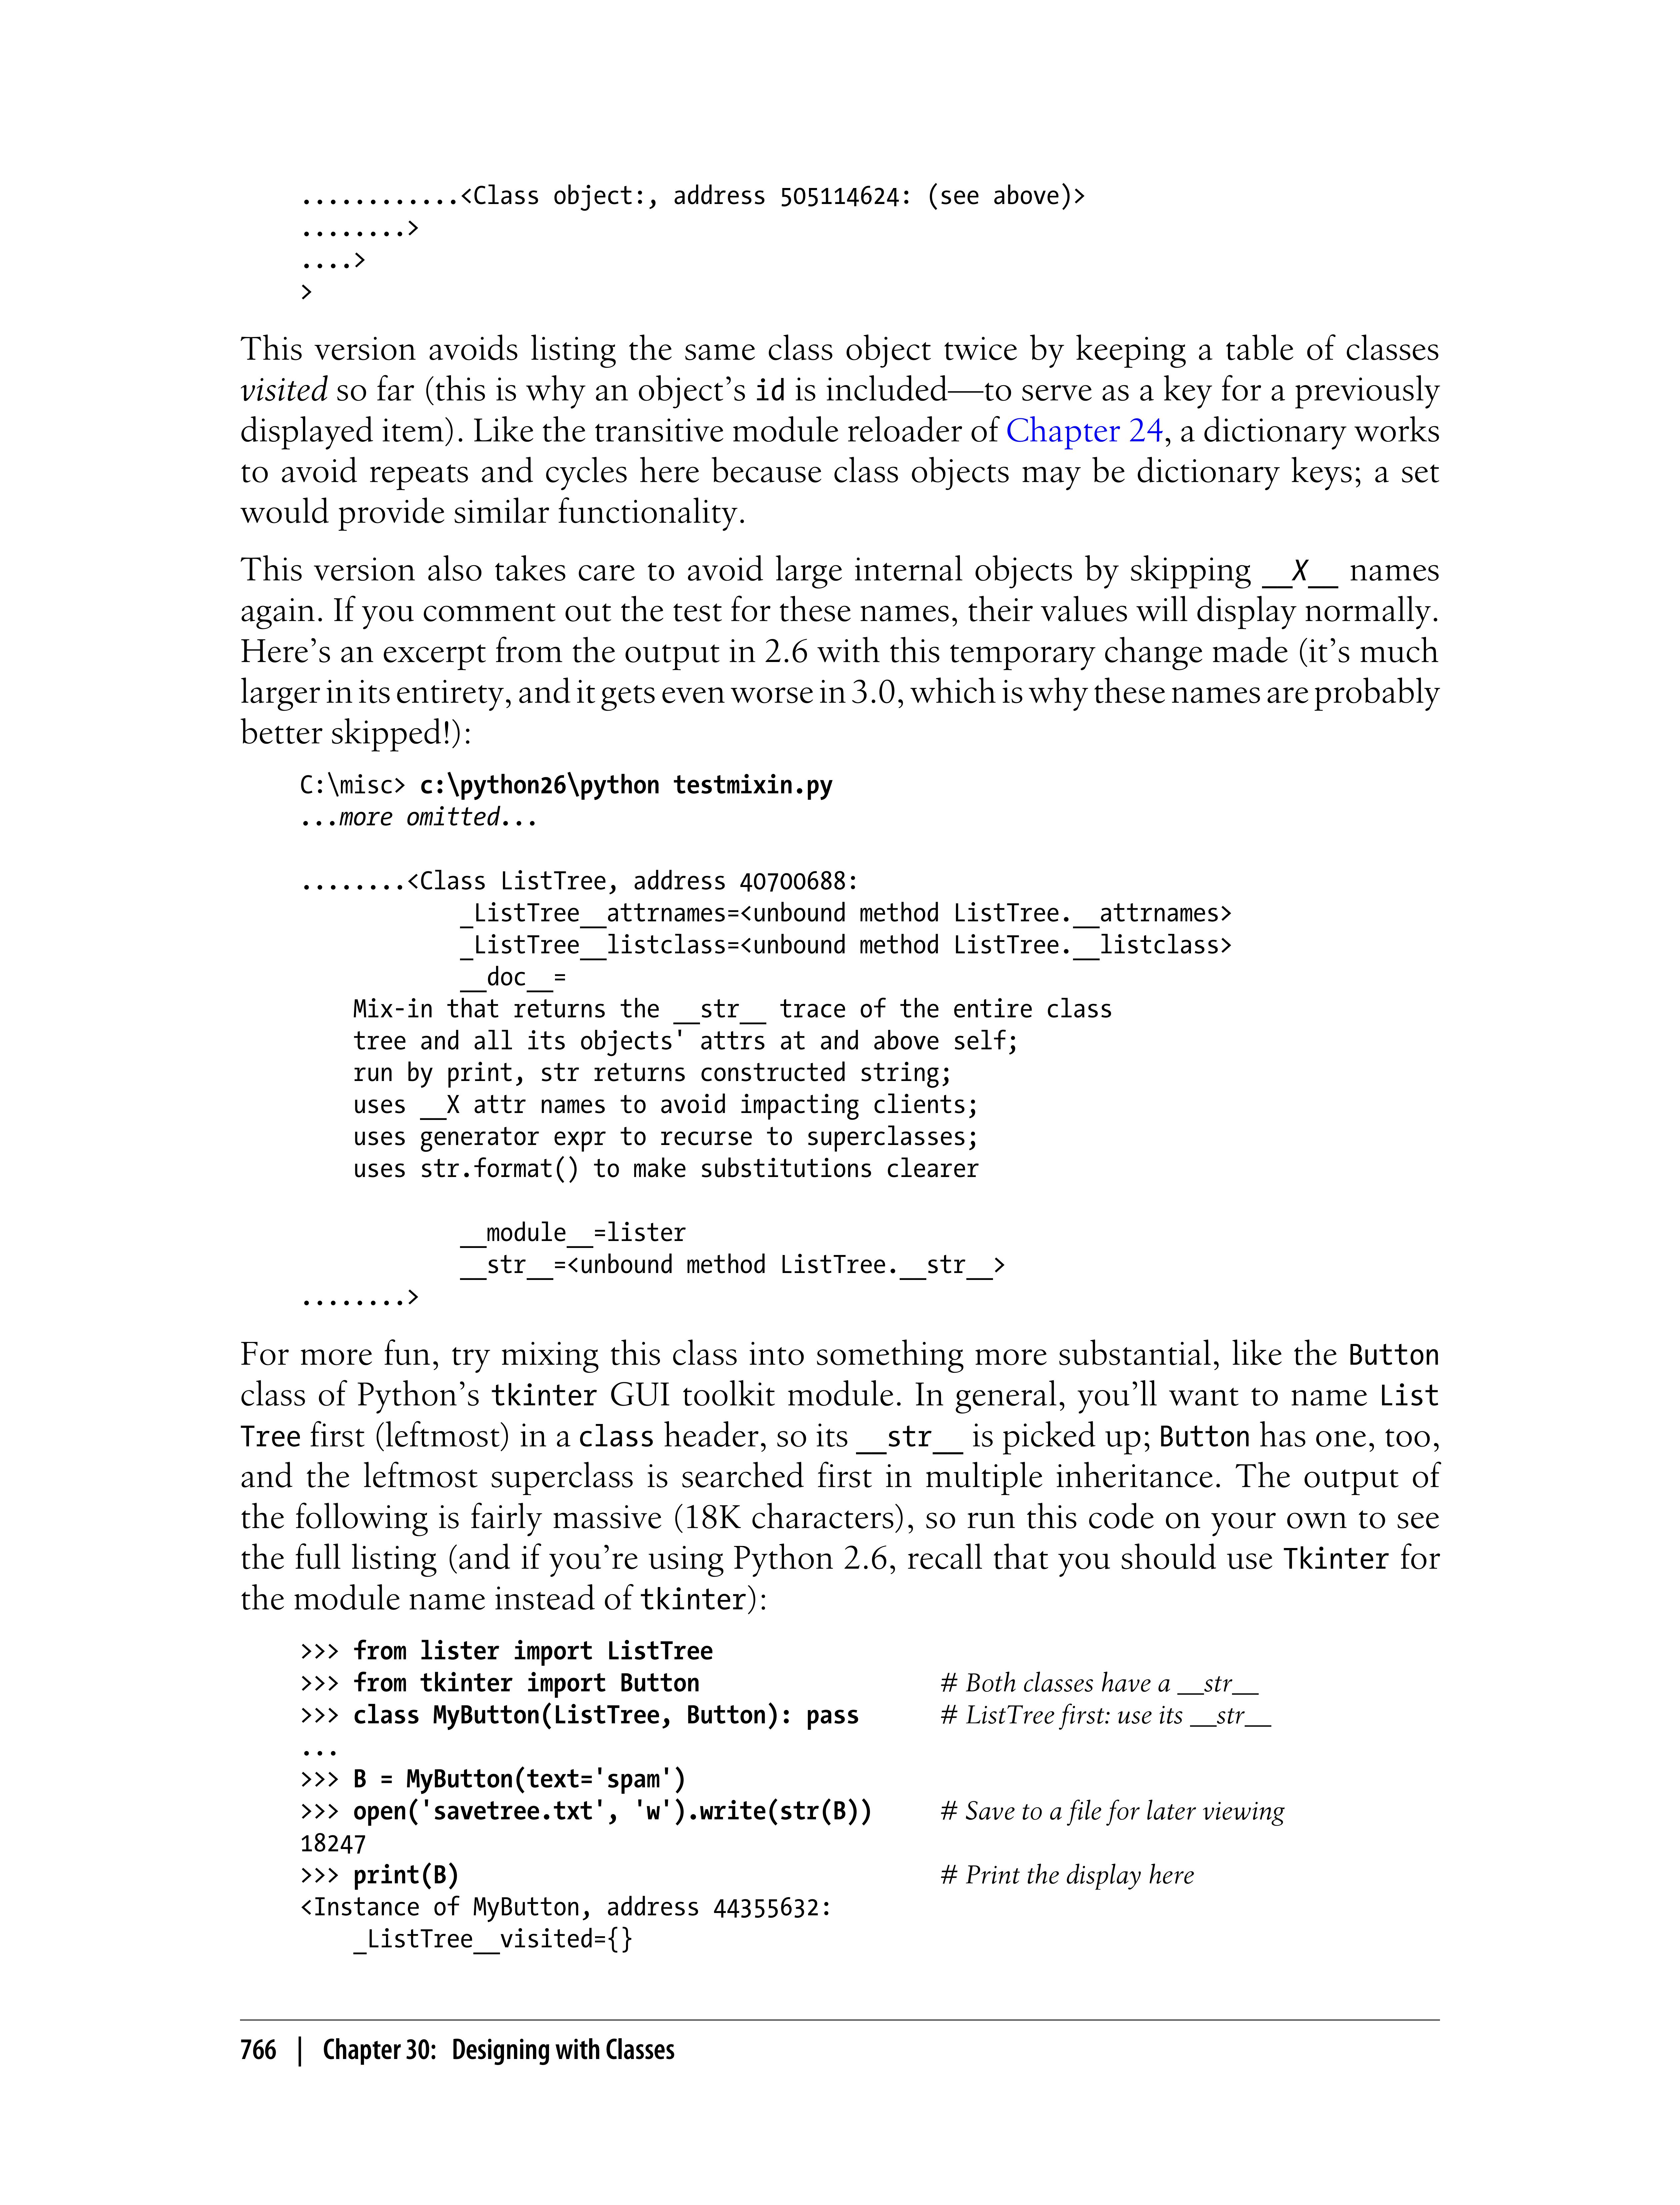 ............<Class object:, address 505114624: (see above)>
........>
....>
>
This version avoids listing the same class object twice by keeping a table of classes
visited so far (this is why an object’s id is included—to serve as a key for a previously
displayed item). Like the transitive module reloader of Chapter 24, a dictionary works
to avoid repeats and cycles here because class objects may be dictionary keys; a set
would provide similar functionality.
This version also takes care to avoid large internal objects by skipping __X__ names
again. If you comment out the test for these names, their values will display normally.
Here’s an excerpt from the output in 2.6 with this temporary change made (it’s much
larger in its entirety, and it gets even worse in 3.0, which is why these names are probably
better skipped!):
C:\misc> c:\python26\python testmixin.py
...more omitted...
........<Class ListTree, address 40700688:
_ListTree__attrnames=<unbound method ListTree.__attrnames>
_ListTree__listclass=<unbound method ListTree.__listclass>
__doc__=
Mix-in that returns the __str__ trace of the entire class
tree and all its objects' attrs at and above self;
run by print, str returns constructed string;
uses __X attr names to avoid impacting clients;
uses generator expr to recurse to superclasses;
uses str.format() to make substitutions clearer
__module__=lister
__str__=<unbound method ListTree.__str__>
........>
For more fun, try mixing this class into something more substantial, like the Button
class of Python’s tkinter GUI toolkit module. In general, you’ll want to name List
Tree first (leftmost) in a class header, so its __str__ is picked up; Button has one, too,
and the leftmost superclass is searched first in multiple inheritance. The output of
the following is fairly massive (18K characters), so run this code on your own to see
the full listing (and if you’re using Python 2.6, recall that you should use Tkinter for
the module name instead of tkinter):
>>> from lister import ListTree
>>> from tkinter import Button # Both classes have a __str__
>>> class MyButton(ListTree, Button): pass # ListTree first: use its __str__
...
>>> B = MyButton(text='spam')
>>> open('savetree.txt', 'w').write(str(B)) # Save to a file for later viewing
18247
>>> print(B) # Print the display here
<Instance of MyButton, address 44355632:
_ListTree__visited={}
766 | Chapter 30: Designing with Classes